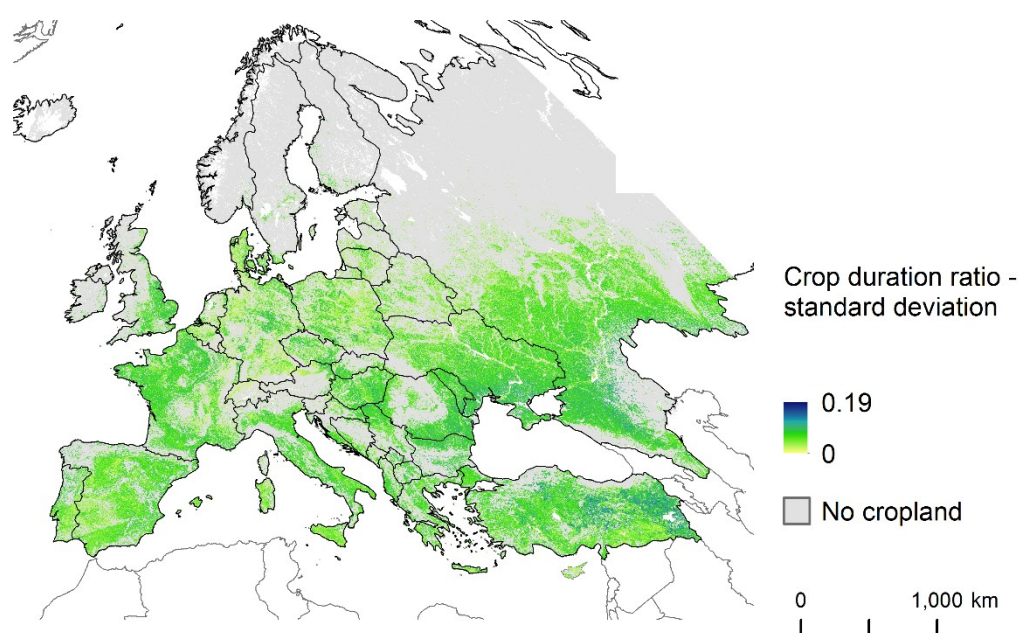 Crop duration ratio -
standard deviation
0.19
0
No cropland
0 1,000 km